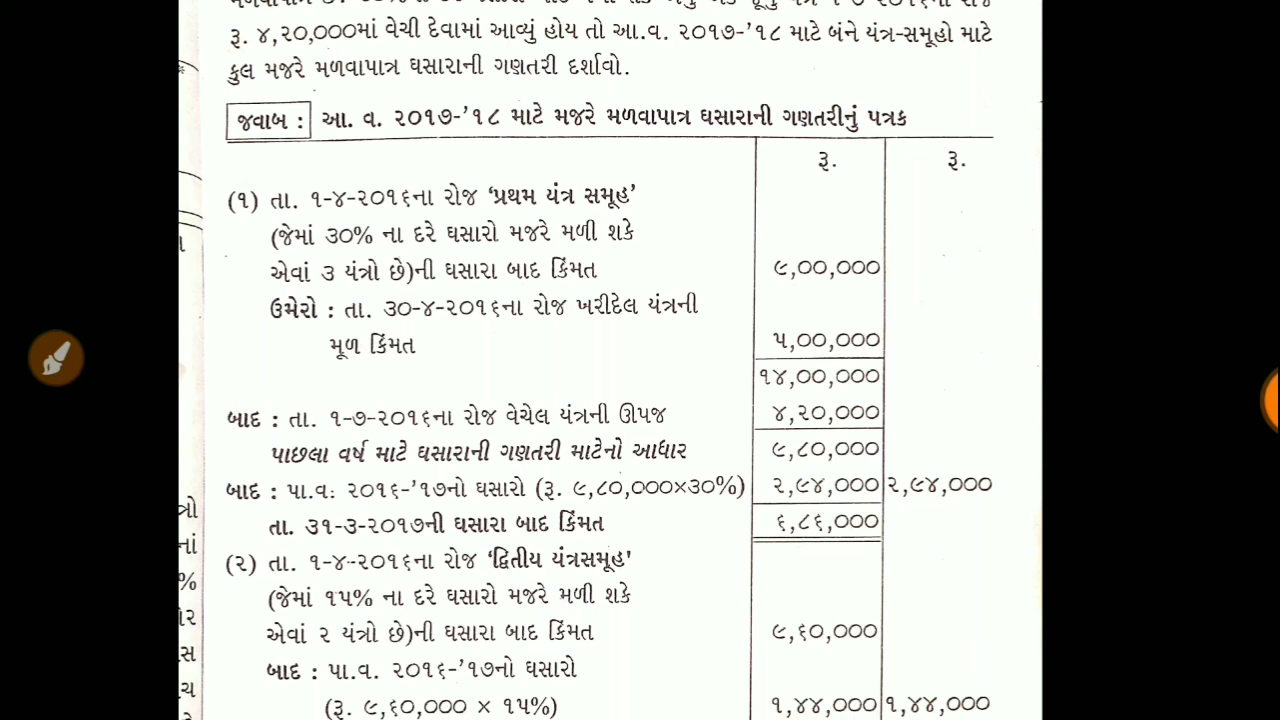 રૂ. ૪,૨૦,૦૦૦માં વેચી દેવામાં આવ્યું હોય તો આ.વ. ૨૦૧૭-'૧૮ માટે બંને યંત્ર-સમૂહો માટે
કુલ મજરે મળવાપાત્ર ઘસારાની ગણતરી દર્શાવો.
જવાબ : આ. વ. ૨૦૧૭-'૧૮ માટે મજરે મળવાપાત્ર ઘસારાની ગણતરીનું પત્રક
રૂ. રૂ.
(૧) તા. ૧-૪-૨૦૧૬ના રોજ 'પ્રથમ યંત્ર સમૂહ'
(જેમાં ૩૦% ના દરે ઘસારો મજરે મળી શકે
એવાં ૩ યંત્રો છે)ની ઘસારા બાદ કિંમત ૯,૦૦,૦૦૦
ઉમેરો : તા. ૩૦-૪-૨૦૧૬ના રોજ ખરીદેલ યંત્રની
મૂળ કિંમત ૫,૦૦,૦૦૦
૧૪,૦૦,૦૦૦
બાદ : તા. ૧-૭-૨૦૧૬ના રોજ વેચેલ યંત્રની ઊપજ ૪,૨૦,૦૦૦
પાછલા વર્ષ માટે ઘસારાની ગણતરી માટેનો આધાર ૯,૮૦,૦૦૦
બાદ : પા.વ: ૨૦૧૬-'૧૭નો ઘસારો (રૂ. ૯,૮૦,૦૦૦×૩૦%) ૨,૯૪,૦૦૦ ૨,૯૪,૦૦૦
તા. ૩૧-૩-૨૦૧૭ની ઘસારા બાદ કિંમત ૬,૮૬,૦૦૦
(૨) તા. ૧-૪-૨૦૧૬ના રોજ 'દ્વિતીય યંત્રસમૂહ'
(જેમાં ૧૫% ના દરે ઘસારો મજરે મળી શકે
એવાં ૨ યંત્રો છે)ની ઘસારા બાદ કિંમત ૯,૬૦,૦૦૦
બાદ : પા.વ. ૨૦૧૬-'૧૭નો ઘસારો
(રૂ. ૯,૬૦,૦૦૦ × ૧૫%) ૧,૪૪,૦૦૦ ૧,૪૪,૦૦૦